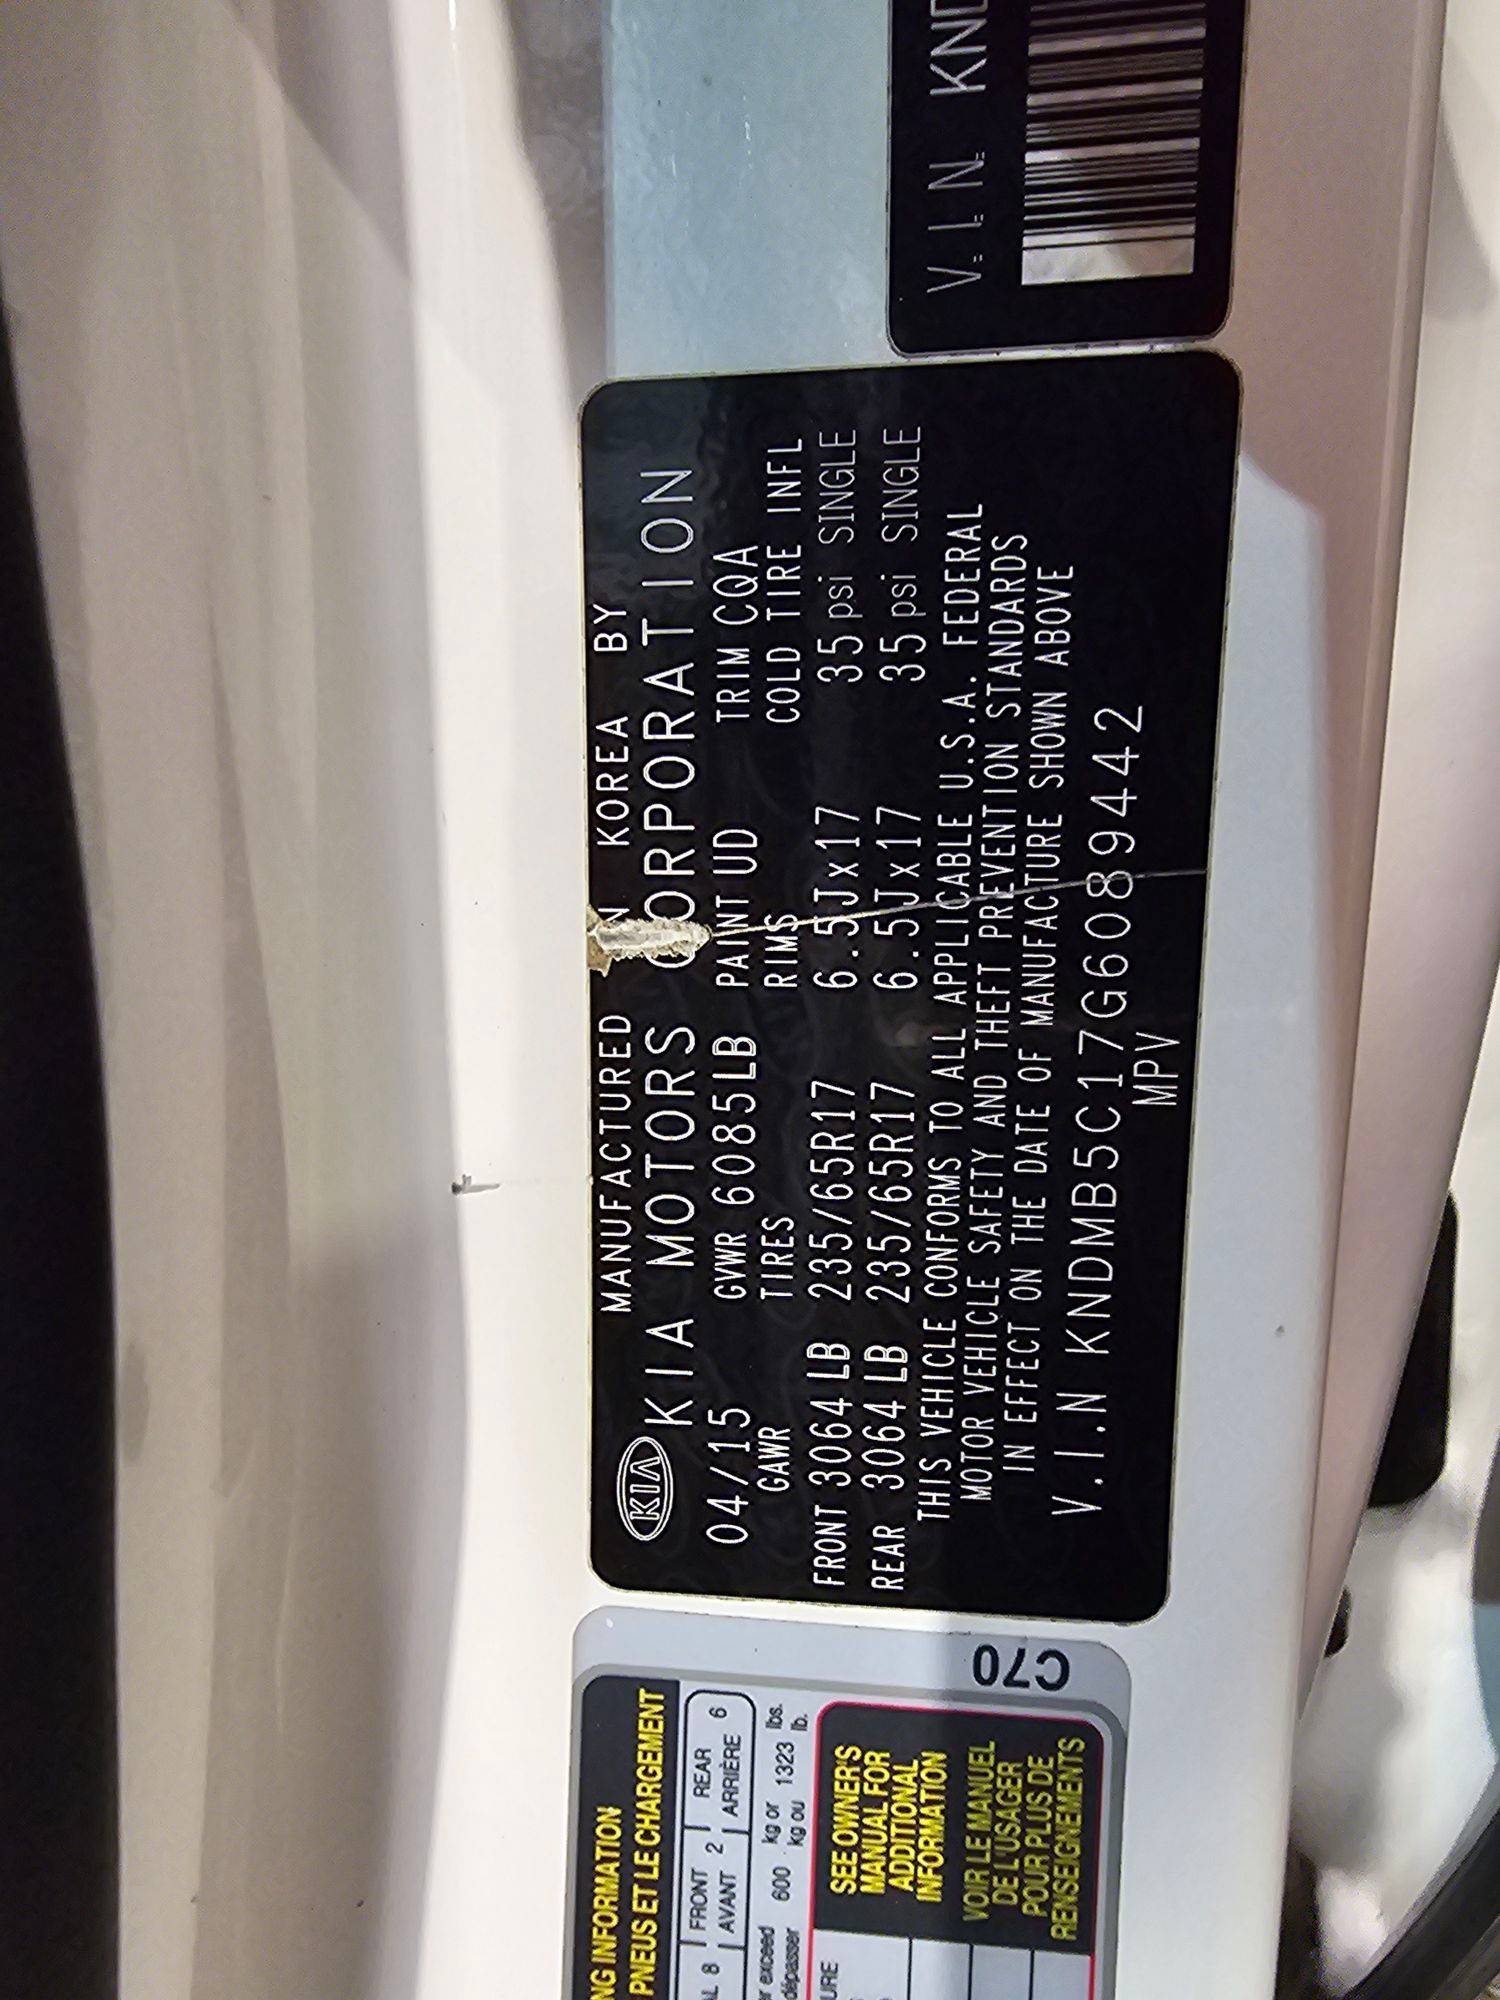 NG INFORMATION
PNEUS ET LE CHARGEMENT
AL 8 FRONT 2 REAR 6
AVANT ARRIÈRE
r exceed 600 kg or 1323 lbs.
dépasser kg ou lb.
URE
SEE OWNER'S
MANUAL FOR
ADDITIONAL
INFORMATION
VOIR LE MANUEL
DE L'USAGER
POUR PLUS DE
RENSEIGNEMENTS
C70
MANUFACTURED N KOREA BY
KIA KIA MOTORS CORPORATION
04/15 GVWR 6085LB PAINT UD TRIM CQA
GAWR TIRES RIMS COLD TIRE INFL
FRONT 3064 LB 235/65R17 6.5Jx17 35 psi SINGLE
REAR 3064 LB 235/65R17 6.5Jx17 35 psi SINGLE
THIS VEHICLE CONFORMS TO ALL APPLICABLE U.S.A. FEDERAL
MOTOR VEHICLE SAFETY AND THEFT PREVENTION STANDARDS
IN EFFECT ON THE DATE OF MANUFACTURE SHOWN ABOVE
V.I.N KNDMB5C17G6089442
MPV
V.I.N. KND